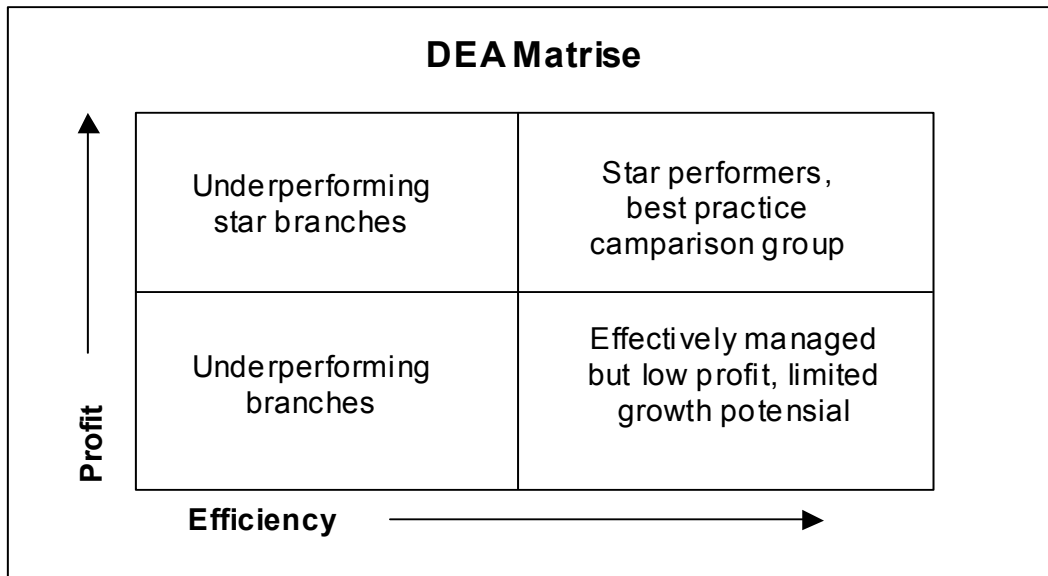 DEA Matrise
Underperforming
star branches
Star performers,
best practice
camparison group
Underperforming
branches
Effectively managed
but low profit, limited
growth potensial
Profit
Efficiency